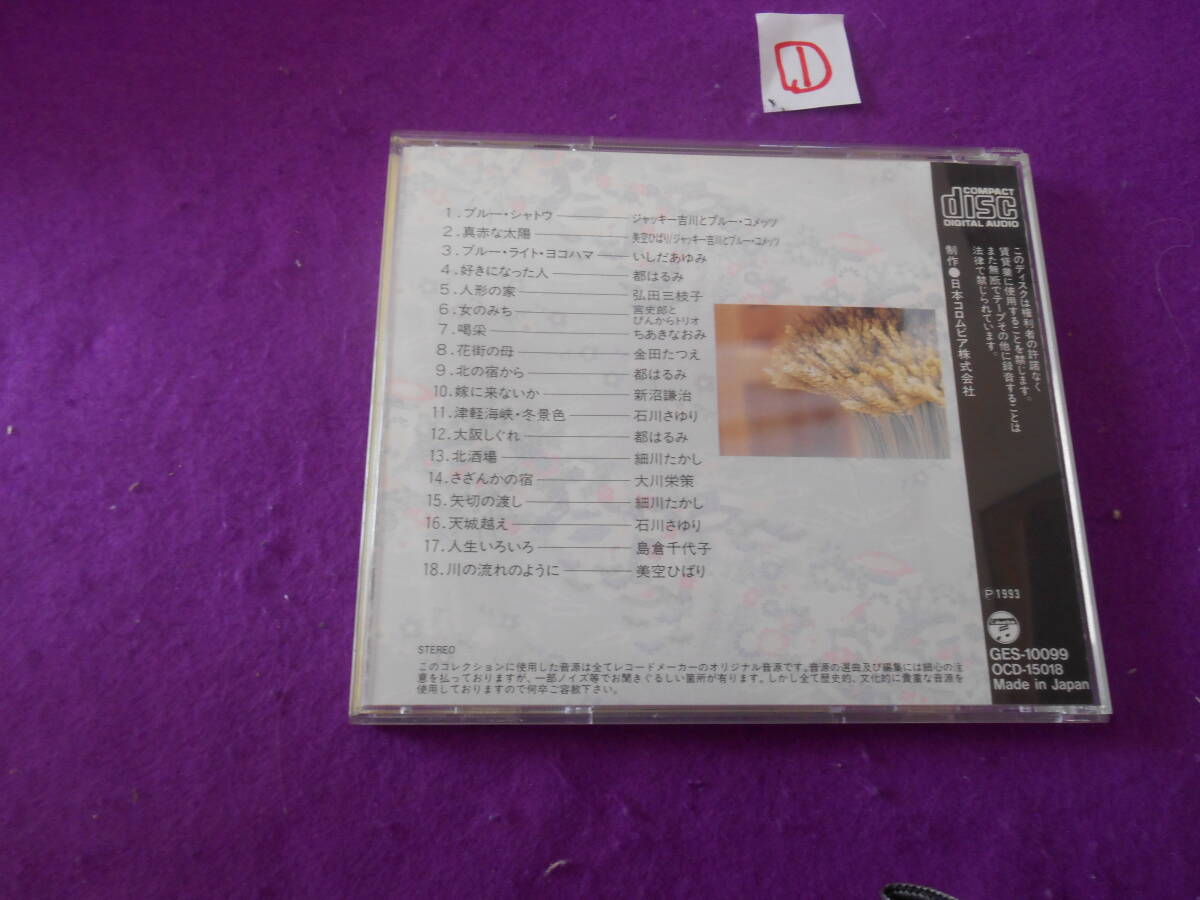 1.ブルー・シャトウ ジャッキー吉川とブルー・コメッツ
2.真赤な太陽 美空ひばり/ジャッキー吉川とブルー・コメッツ
3.ブルー・ライト・ヨコハマ いしだあゆみ
4.好きになった人 都はるみ
5.人形の家 弘田三枝子
6.女のみち 宮史郎と
ぴんからトリオ
7.喝采 ちあきなおみ
8.花街の母 金田たつえ
9.北の宿から 都はるみ
10.嫁に来ないか 新沼謙治
11.津軽海峡・冬景色 石川さゆり
12.大阪しぐれ 都はるみ
13.北酒場 細川たかし
14.さざんかの宿 大川栄策
15.矢切の渡し 細川たかし
16.天城越え 石川さゆり
17.人生いろいろ 島倉千代子
18.川の流れのように 美空ひばり
STEREO
このコレクションに使用した音源は全てレコードメーカーのオリジナル音源です。音源の選曲及び編集には細心の注
意を払っておりますが、一部ノイズ等でお聞きぐるしい箇所が有ります。しかし全て歴史的、文化的に貴重な音源を
使用しておりますので何卒ご容赦下さい。
COMPACT
disc
DIGITAL AUDIO
このディスクは権利者の許諾なく
賃貸業に使用することを禁じます。
また無断でテープその他に録音することは
法律で禁じられています。
制作●日本コロムビア株式会社
Ⓟ1993
Columbia
GES-10099
OCD-15018
Made in Japan